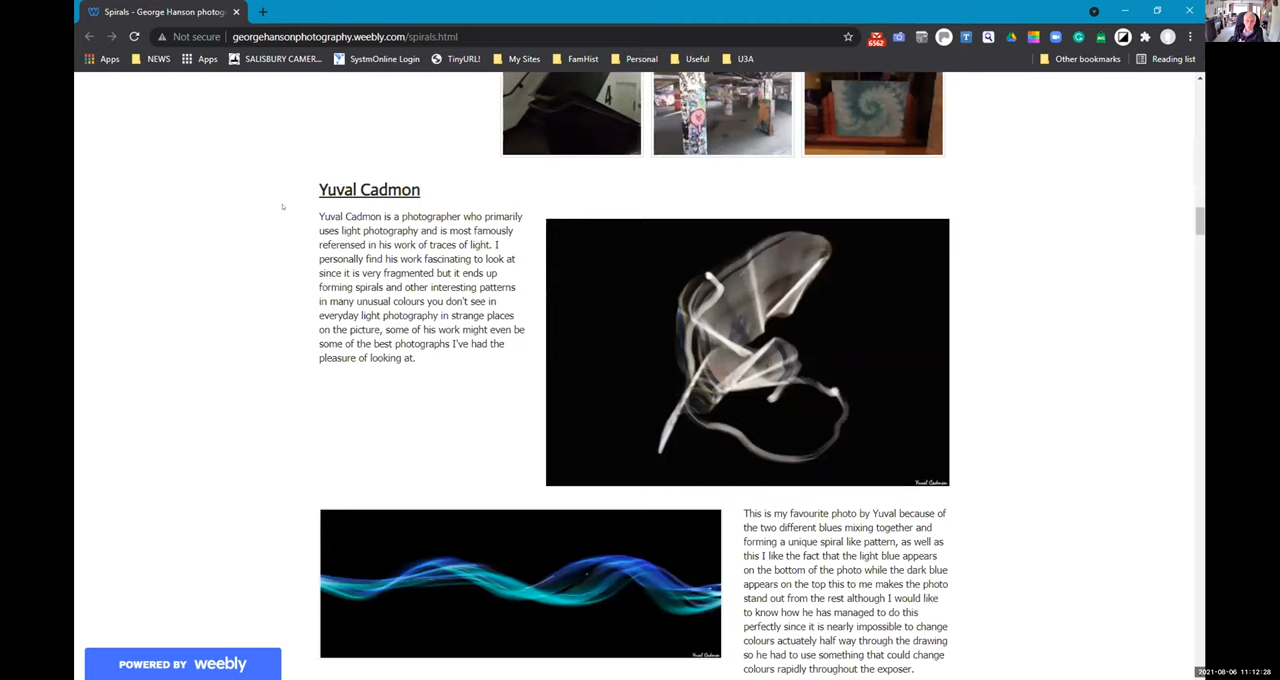 Spirals - George Hanson photog
Not secure
georgehansonphotography.weebly.com/spirals.html
6562
Apps
NEWS
Apps
SALISBURY CAMER...
SystmOnline Login
TinyURL!
My Sites
FamHist
Personal
Useful
U3A
Other bookmarks
Reading list
Yuval Cadmon
Yuval Cadmon is a photographer who primarily
uses light photography and is most famously
referensed in his work of traces of light. I
personally find his work fascinating to look at
since it is very fragmented but it ends up
forming spirals and other interesting patterns
in many unusual colours you don't see in
everyday light photography in strange places
on the picture, some of his work might even be
some of the best photographs I've had the
pleasure of looking at.
Yuval Cadmon
This is my favourite photo by Yuval because of
the two different blues mixing together and
forming a unique spiral like pattern, as well as
this I like the fact that the light blue appears
on the bottom of the photo while the dark blue
appears on the top this to me makes the photo
stand out from the rest although I would like
to know how he has managed to do this
perfectly since it is nearly impossible to change
colours actuately half way through the drawing
so he had to use something that could change
colours rapidly throughout the exposer.
Yuval Cadmon
POWERED BY weebly
2021-08-06 11:12:28